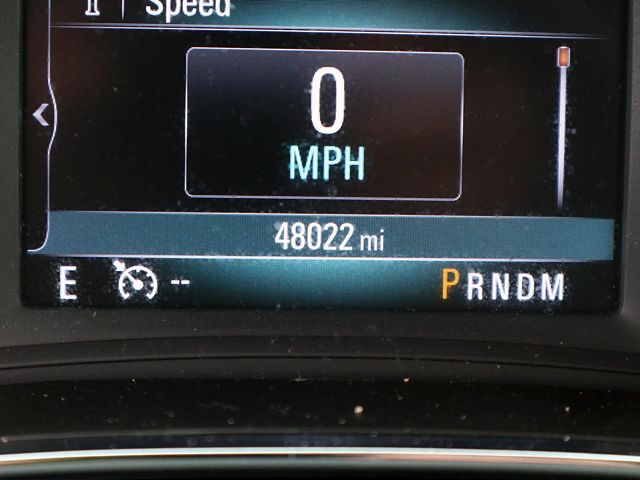 Speed
0
MPH
48022 mi
E -- PRNDM